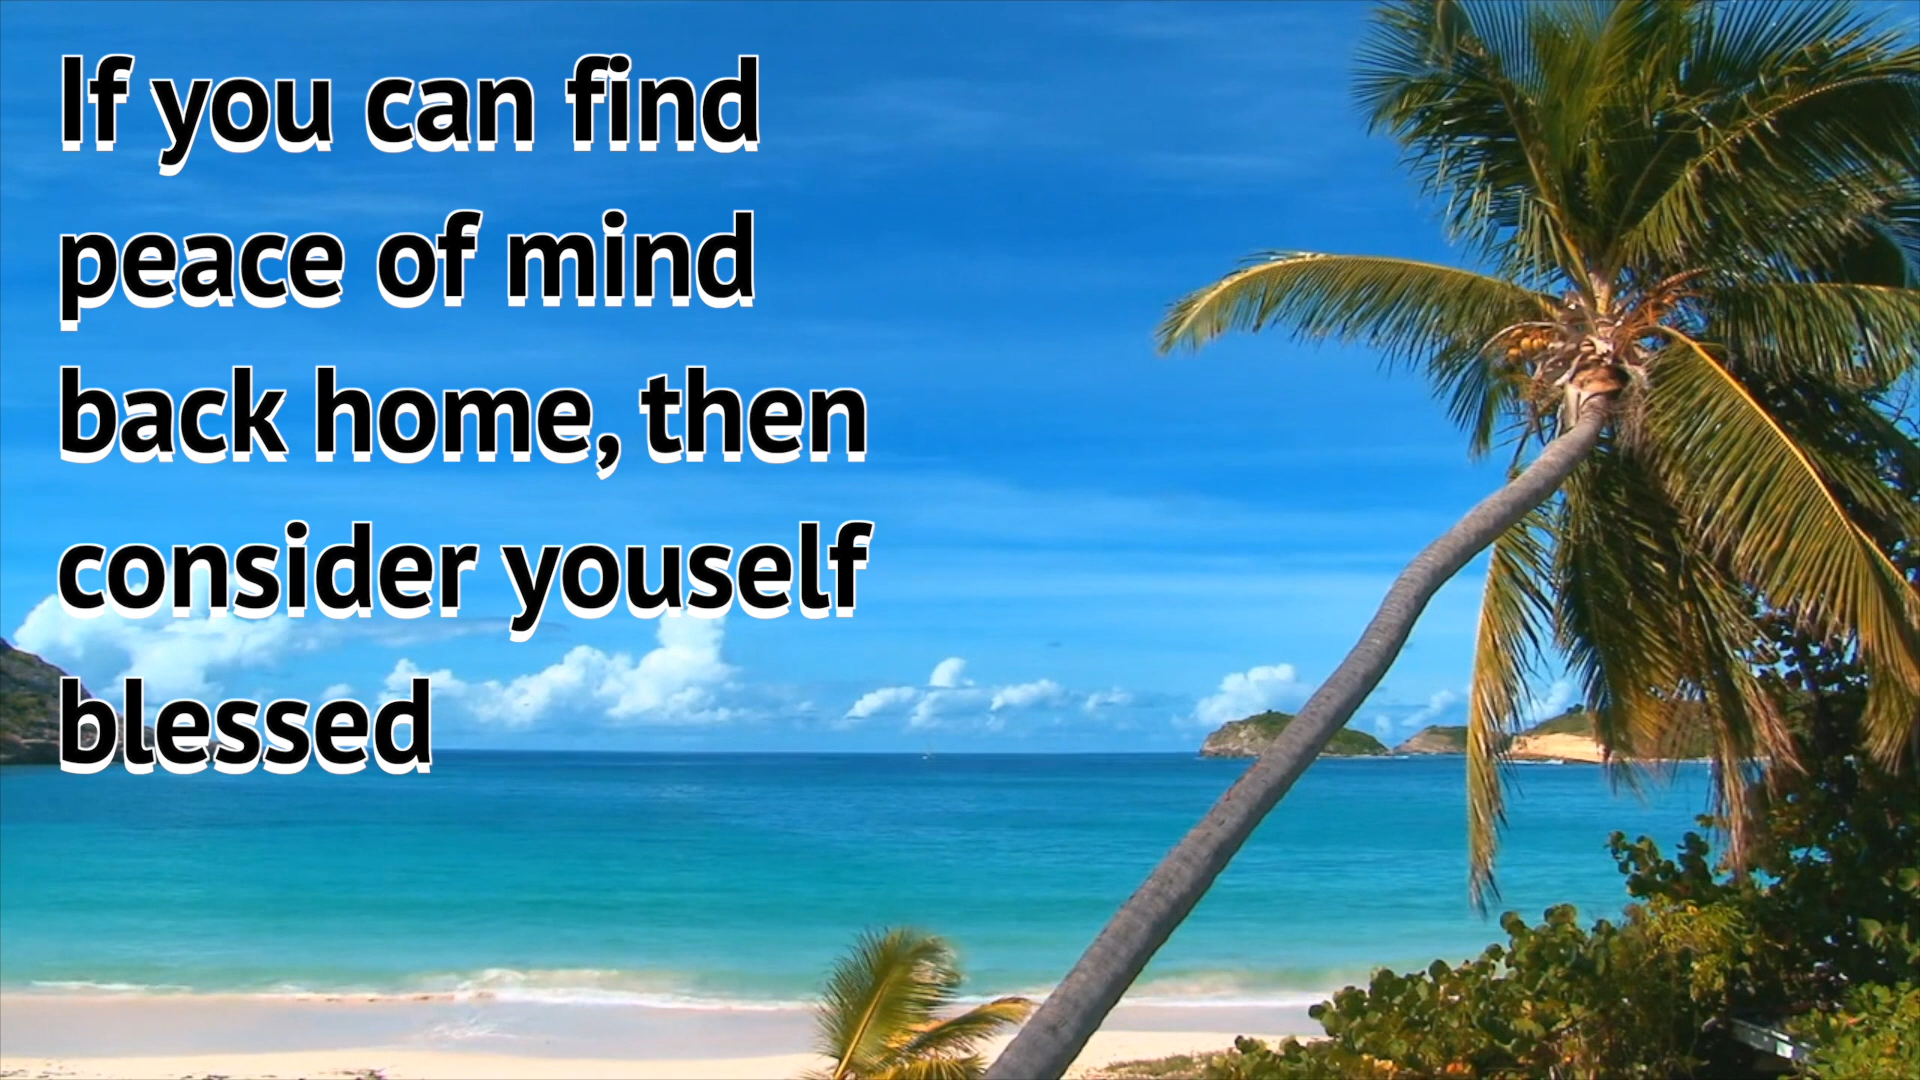 If you can find
peace of mind
back home, then
consider youself
blessed